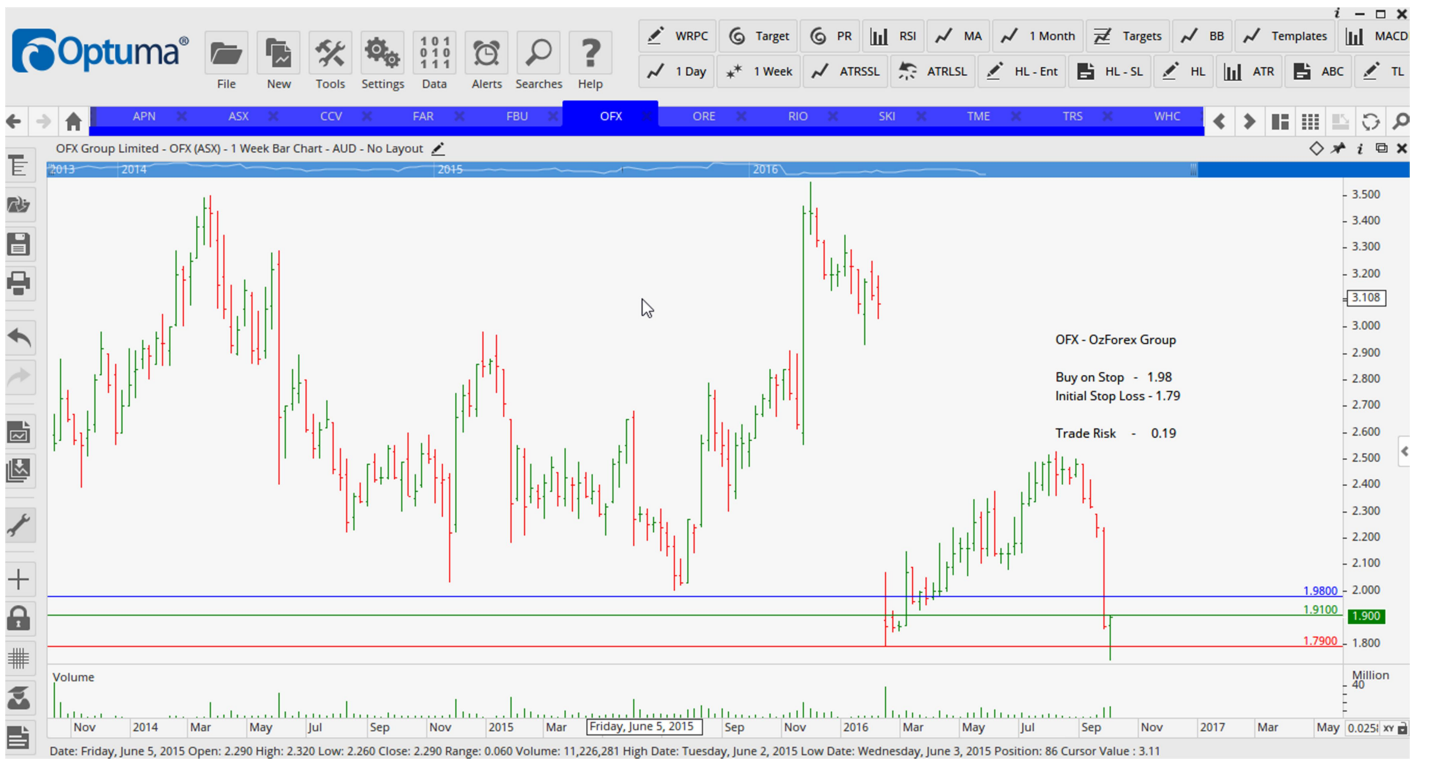 Optuma®
File New Tools Settings Data Alerts Searches Help
WRPC Target PR RSI MA 1 Month Targets BB Templates MACD
1 Day 1 Week ATRSSL ATRLSL HL - Ent HL - SL HL ATR ABC TL
APN ASX CCV FAR FBU OFX ORE RIO SKI TME TRS WHC
OFX Group Limited - OFX (ASX) - 1 Week Bar Chart - AUD - No Layout
2013 2014 2015 2016
3.500
3.400
3.300
3.200
3.108
3.000
2.900
2.800
2.700
2.600
2.500
2.400
2.300
2.200
2.100
2.000
1.900
1.800
OFX - OzForex Group
Buy on Stop - 1.98
Initial Stop Loss - 1.79
Trade Risk - 0.19
1.9800
1.9100
1.7900
Volume
Million
40
Nov 2014 Mar May Jul Sep Nov 2015 Mar Friday, June 5, 2015 Sep Nov 2016 Mar May Jul Sep Nov 2017 Mar May 0.025 XY
Date: Friday, June 5, 2015 Open: 2.290 High: 2.320 Low: 2.260 Close: 2.290 Range: 0.060 Volume: 11,226,281 High Date: Tuesday, June 2, 2015 Low Date: Wednesday, June 3, 2015 Position: 86 Cursor Value : 3.11